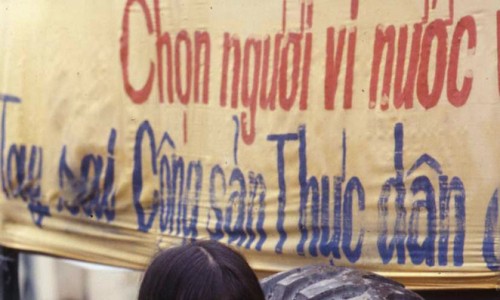 Chọn người vì nước
Tay sai Cộng sản Thực dân